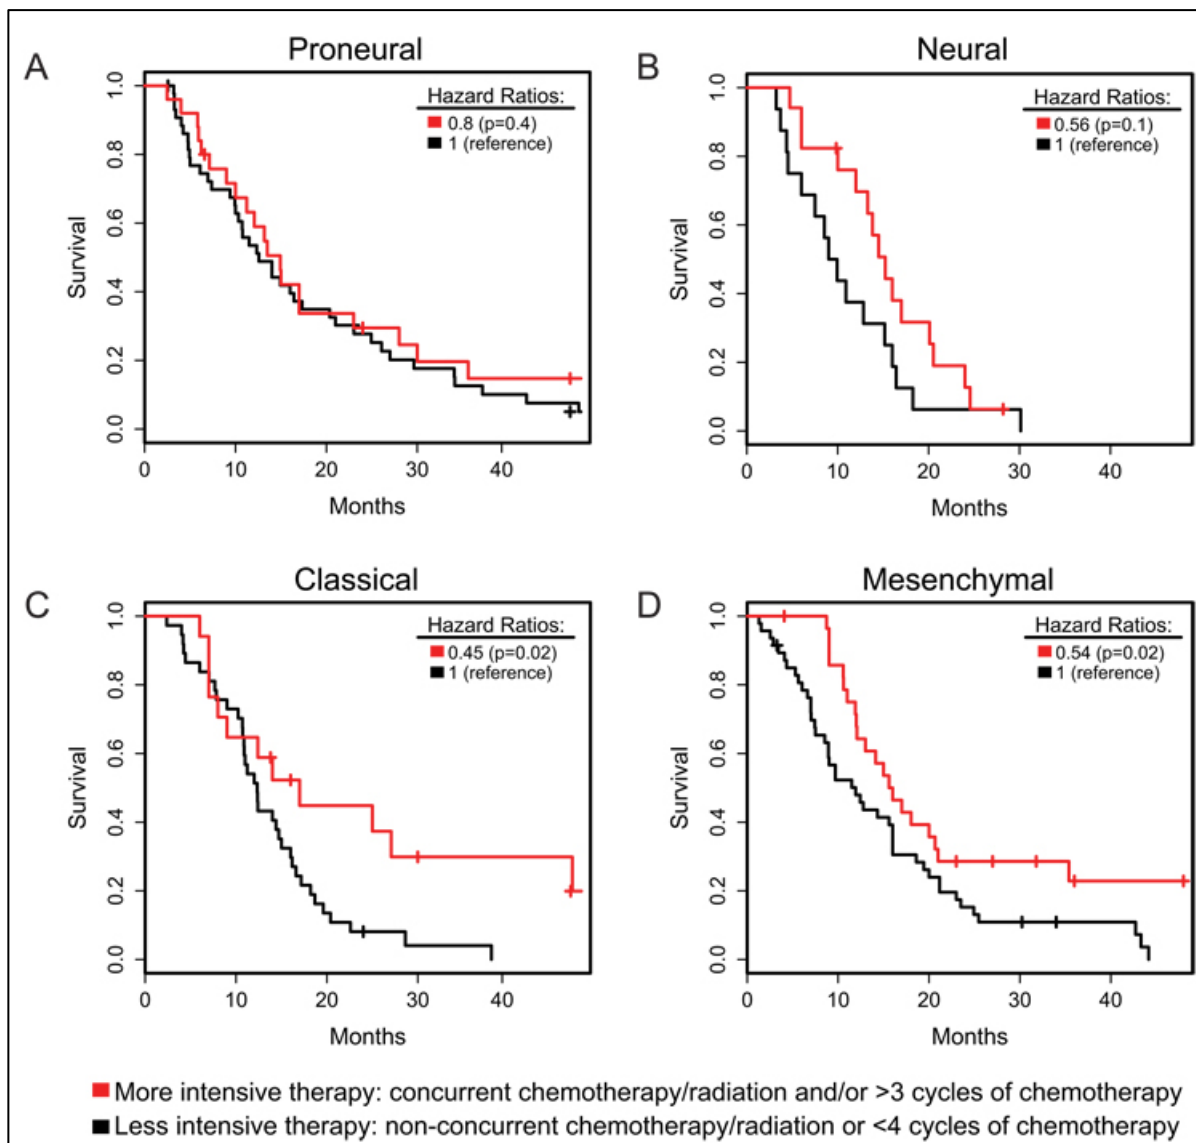 A
Proneural
Hazard Ratios:
0.8 (p=0.4)
1 (reference)
Survival
1.0
0.8
0.6
0.4
0.2
0.0
0 10 20 30 40
Months
B
Neural
Hazard Ratios:
0.56 (p=0.1)
1 (reference)
Survival
1.0
0.8
0.6
0.4
0.2
0.0
0 10 20 30 40
Months
C
Classical
Hazard Ratios:
0.45 (p=0.02)
1 (reference)
Survival
1.0
0.8
0.6
0.4
0.2
0.0
0 10 20 30 40
Months
D
Mesenchymal
Hazard Ratios:
0.54 (p=0.02)
1 (reference)
Survival
1.0
0.8
0.6
0.4
0.2
0.0
0 10 20 30 40
Months
More intensive therapy: concurrent chemotherapy/radiation and/or >3 cycles of chemotherapy
Less intensive therapy: non-concurrent chemotherapy/radiation or <4 cycles of chemotherapy